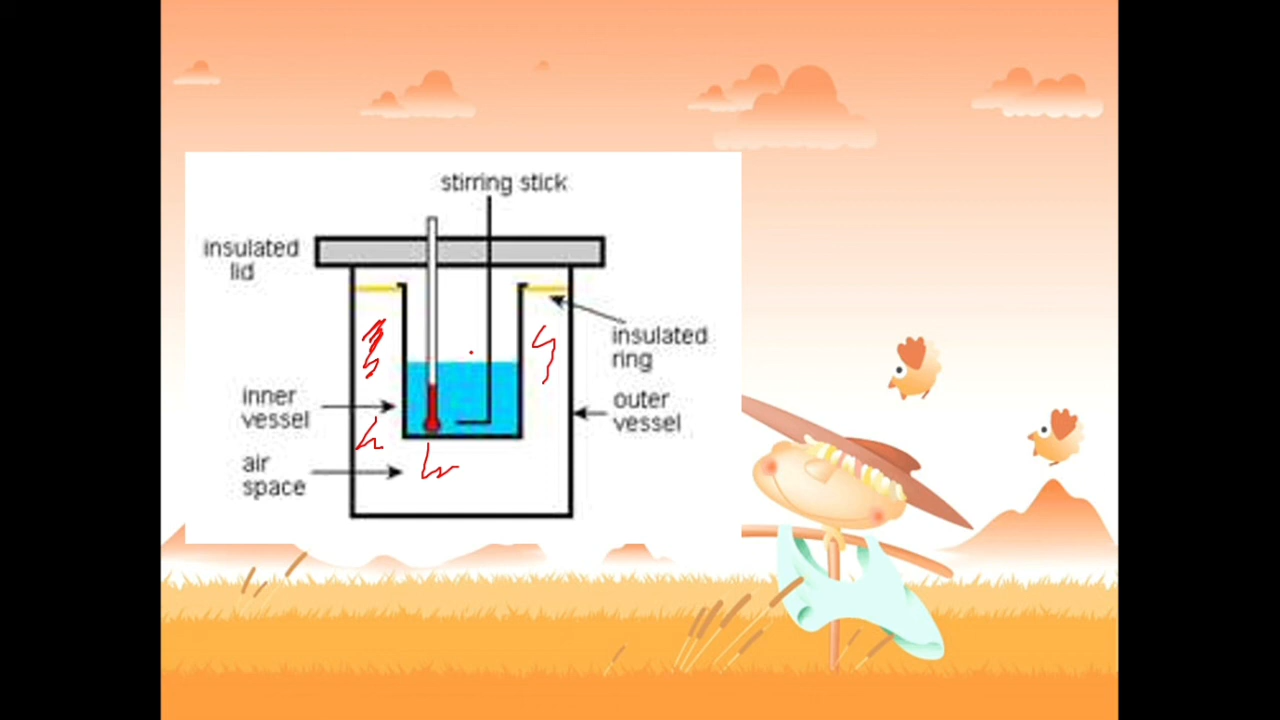 stirring stick
insulated
lid
insulated
ring
inner
vessel
outer
vessel
air
space